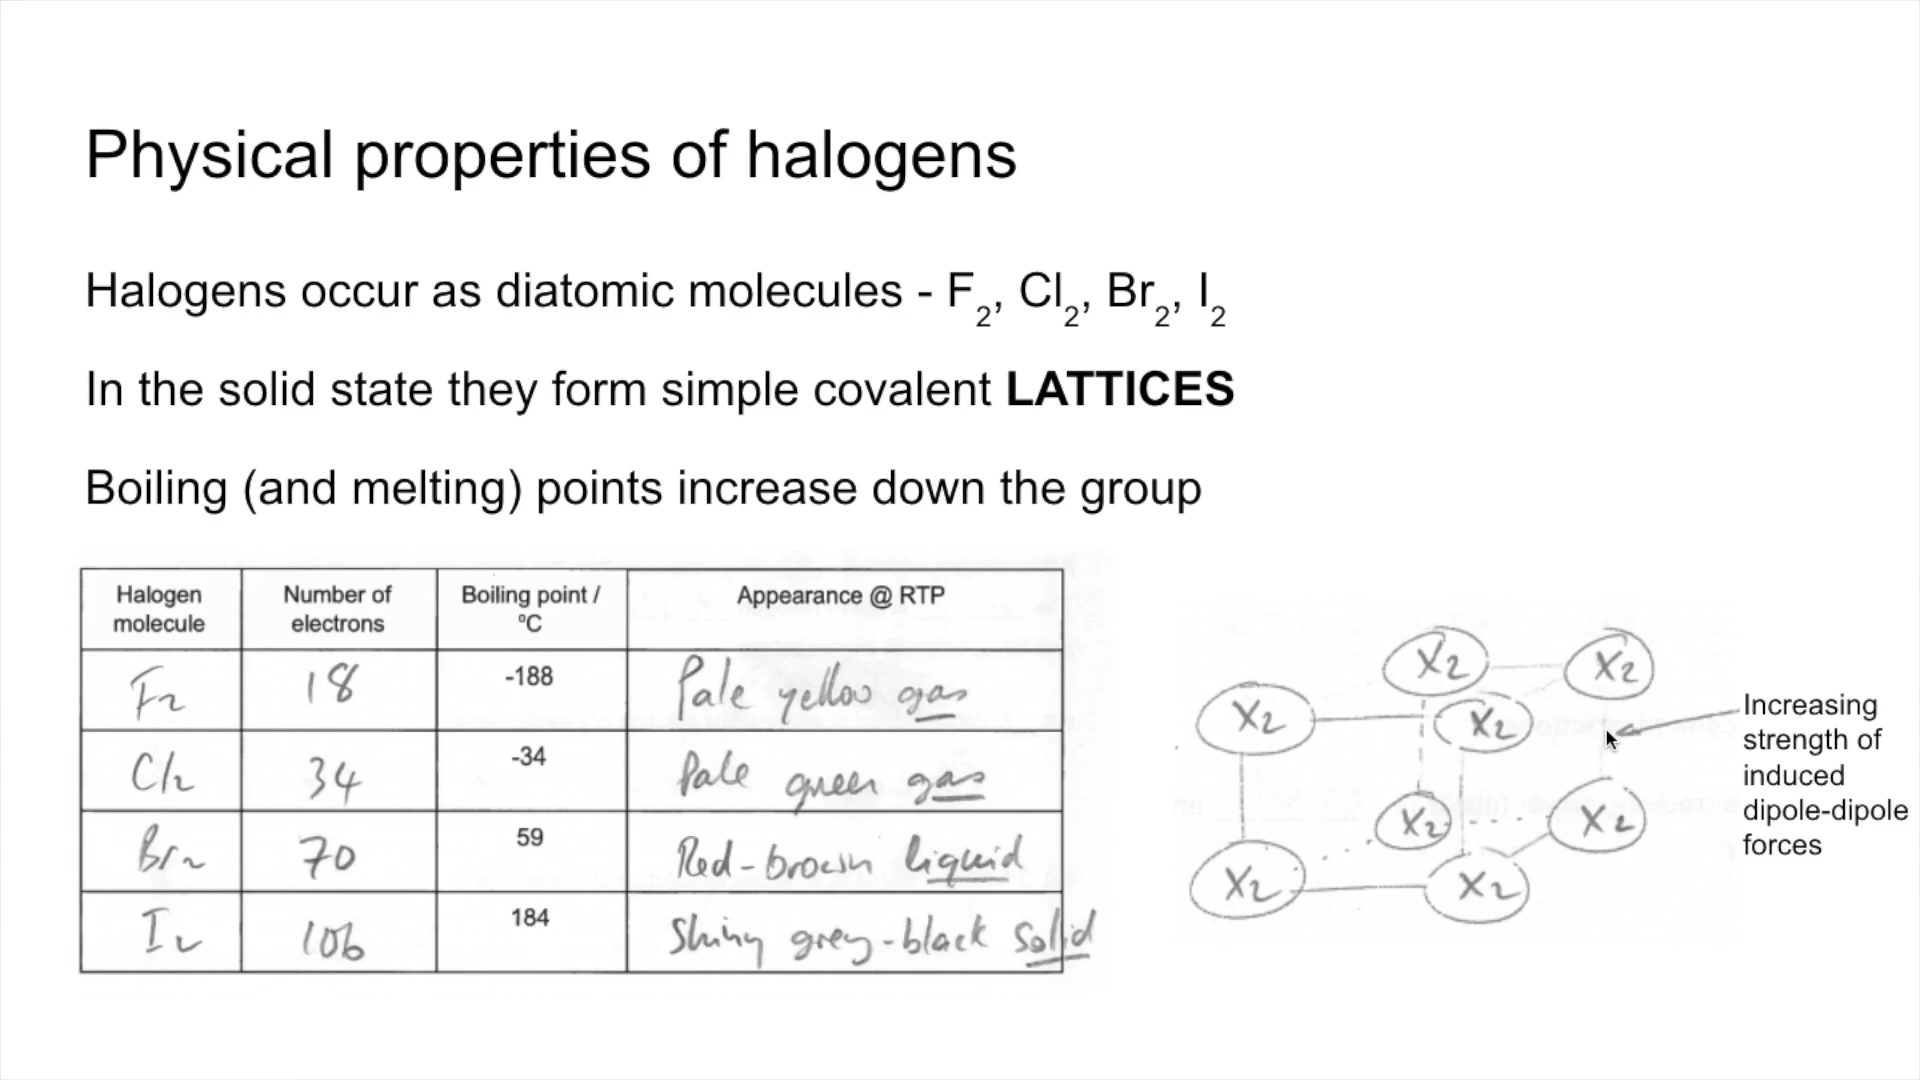 Physical properties of halogens
Halogens occur as diatomic molecules - F2, Cl2, Br2, I2
In the solid state they form simple covalent LATTICES
Boiling (and melting) points increase down the group
Halogen molecule Number of electrons Boiling point / °C Appearance @ RTP
F2 18 -188 Pale yellow gas
Cl2 34 -34 Pale green gas
Br2 70 59 Red-brown liquid
I2 106 184 Shiny grey-black solid
X2 X2
X2 X2
X2 X2
X2 X2
Increasing
strength of
induced
dipole-dipole
forces